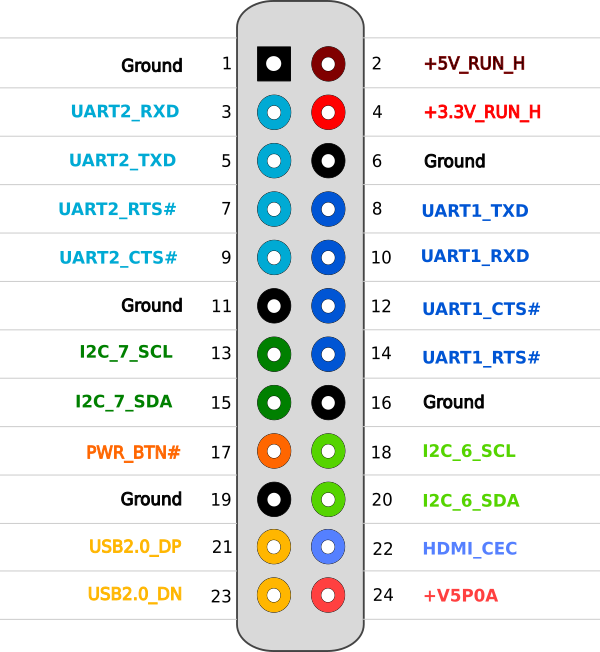 Ground 1 2 +5V_RUN_H
UART2_RXD 3 4 +3.3V_RUN_H
UART2_TXD 5 6 Ground
UART2_RTS# 7 8 UART1_TXD
UART2_CTS# 9 10 UART1_RXD
Ground 11 12 UART1_CTS#
I2C_7_SCL 13 14 UART1_RTS#
I2C_7_SDA 15 16 Ground
PWR_BTN# 17 18 I2C_6_SCL
Ground 19 20 I2C_6_SDA
USB2.0_DP 21 22 HDMI_CEC
USB2.0_DN 23 24 +V5P0A